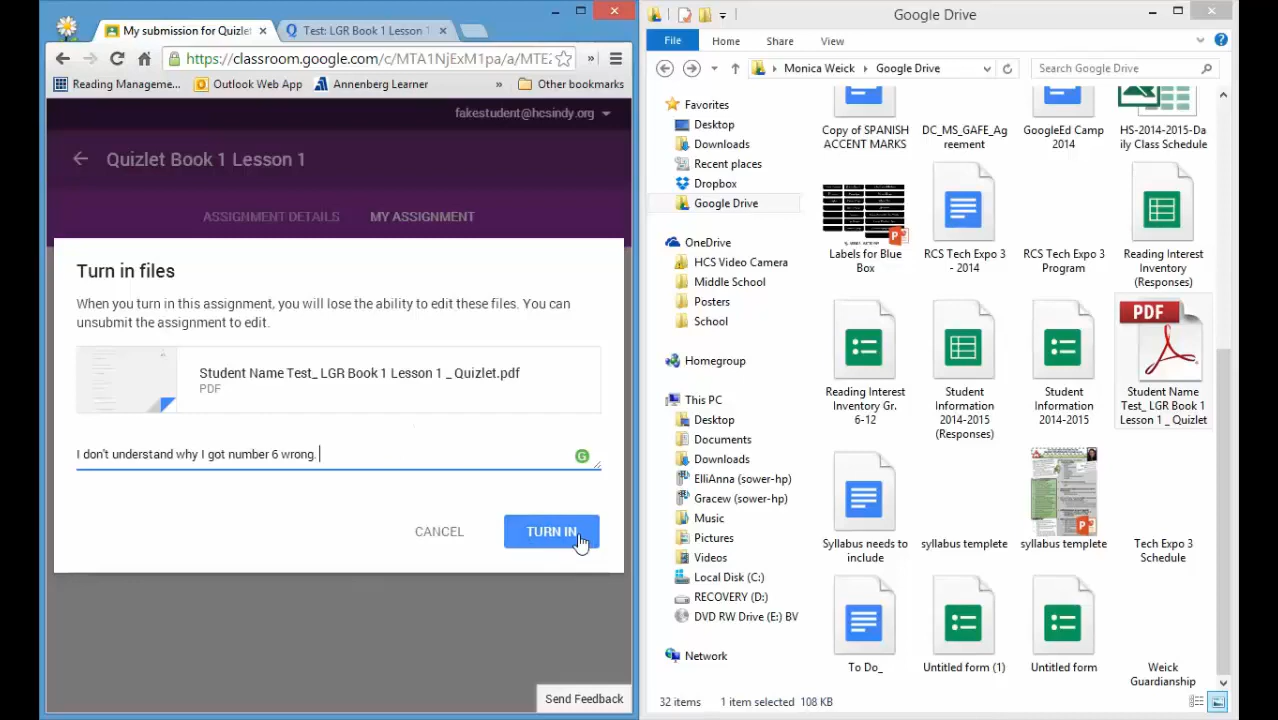 My submission for Quizle
Test: LGR Book 1 Lesson 1
https://classroom.google.com/c/MTA1NjExM1pa/a/MTE2
Reading Manageme...
Outlook Web App
Annenberg Learner
»
Other bookmarks
fakestudent@hcsindy.org
Quizlet Book 1 Lesson 1
ASSIGNMENT DETAILS
MY ASSIGNMENT
Turn in files
When you turn in this assignment, you will lose the ability to edit these files. You can
unsubmit the assignment to edit.
Student Name Test_ LGR Book 1 Lesson 1 _ Quizlet.pdf
PDF
I don't understand why I got number 6 wrong.
CANCEL
TURN IN
Send Feedback
Google Drive
File
Home
Share
View
Monica Weick
Google Drive
Search Google Drive
Favorites
Desktop
Downloads
Recent places
Dropbox
Google Drive
OneDrive
HCS Video Camera
Middle School
Posters
School
Homegroup
This PC
Desktop
Documents
Downloads
ElliAnna (sower-hp)
Gracew (sower-hp)
Music
Pictures
Videos
Local Disk (C:)
RECOVERY (D:)
DVD RW Drive (E:) BV
Network
Copy of SPANISH
ACCENT MARKS
DC_MS_GAFE_Ag
reement
GoogleEd Camp
2014
HS-2014-2015-Da
ily Class Schedule
Labels for Blue
Box
RCS Tech Expo 3
- 2014
RCS Tech Expo 3
Program
Reading Interest
Inventory
(Responses)
Reading Interest
Inventory Gr.
6-12
Student
Information
2014-2015
(Responses)
Student
Information
2014-2015
PDF
Student Name
Test_ LGR Book 1
Lesson 1 _ Quizlet
Syllabus needs to
include
syllabus templete
syllabus templete
Tech Expo 3
Schedule
To Do_
Untitled form (1)
Untitled form
Weick
Guardianship
32 items
1 item selected 108 KB